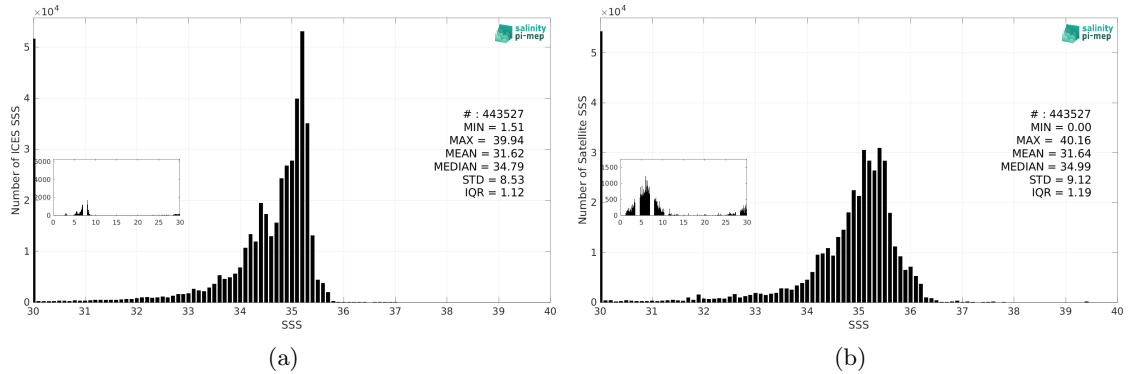 ×10⁴
salinity
pi-mep
Number of ICES SSS
5
4
3
2
1
0
# : 443527
MIN = 1.51
MAX = 39.94
MEAN = 31.62
MEDIAN = 34.79
STD = 8.53
IQR = 1.12
6000
4000
2000
0
0 5 10 15 20 25 30
30 31 32 33 34 35 36 37 38 39 40
SSS
(a)
×10⁴
salinity
pi-mep
Number of Satellite SSS
5
4
3
2
1
0
# : 443527
MIN = 0.00
MAX = 40.16
MEAN = 31.64
MEDIAN = 34.99
STD = 9.12
IQR = 1.19
1500
1000
500
0
0 5 10 15 20 25 30
30 31 32 33 34 35 36 37 38 39 40
SSS
(b)